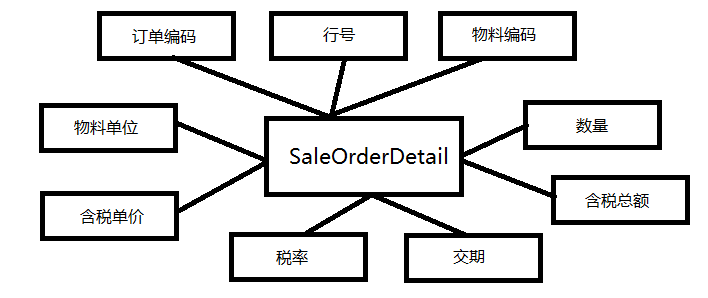 订单编码
行号
物料编码
物料单位
数量
SaleOrderDetail
含税单价
含税总额
税率
交期